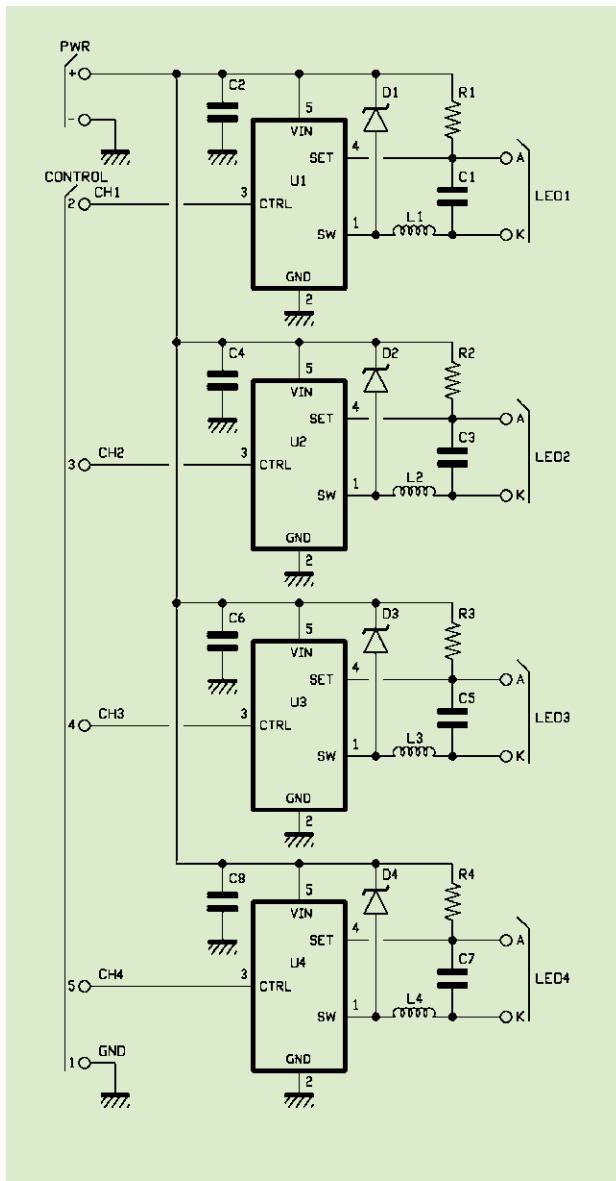 PWR
+
-
C2
D1
R1
5
VIN
4
SET
U1
A
C1
LED1
CONTROL
2
CH1
3
CTRL
1
SW
L1
K
GND
2
C4
D2
R2
5
VIN
4
SET
U2
A
C3
LED2
3
CH2
3
CTRL
1
SW
L2
K
GND
2
C6
D3
R3
5
VIN
4
SET
U3
A
C5
LED3
4
CH3
3
CTRL
1
SW
L3
K
GND
2
C8
D4
R4
5
VIN
4
SET
U4
A
C7
LED4
5
CH4
3
CTRL
1
SW
L4
K
GND
2
1
GND